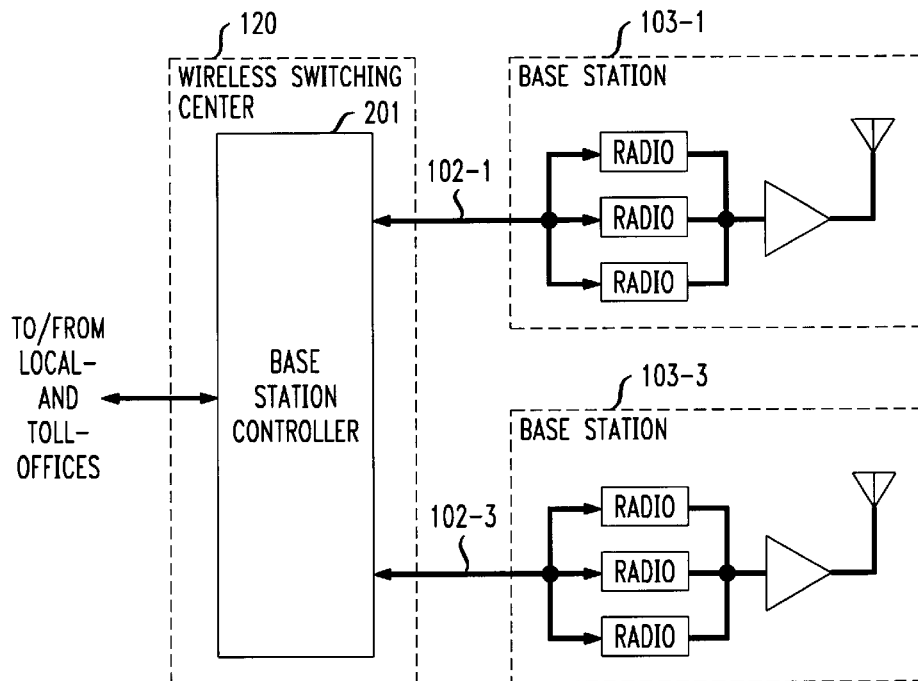 120
103-1
WIRELESS SWITCHING
CENTER
201
BASE STATION
RADIO
102-1
RADIO
RADIO
TO/FROM
LOCAL-
AND
TOLL-
OFFICES
BASE
STATION
CONTROLLER
103-3
BASE STATION
RADIO
102-3
RADIO
RADIO